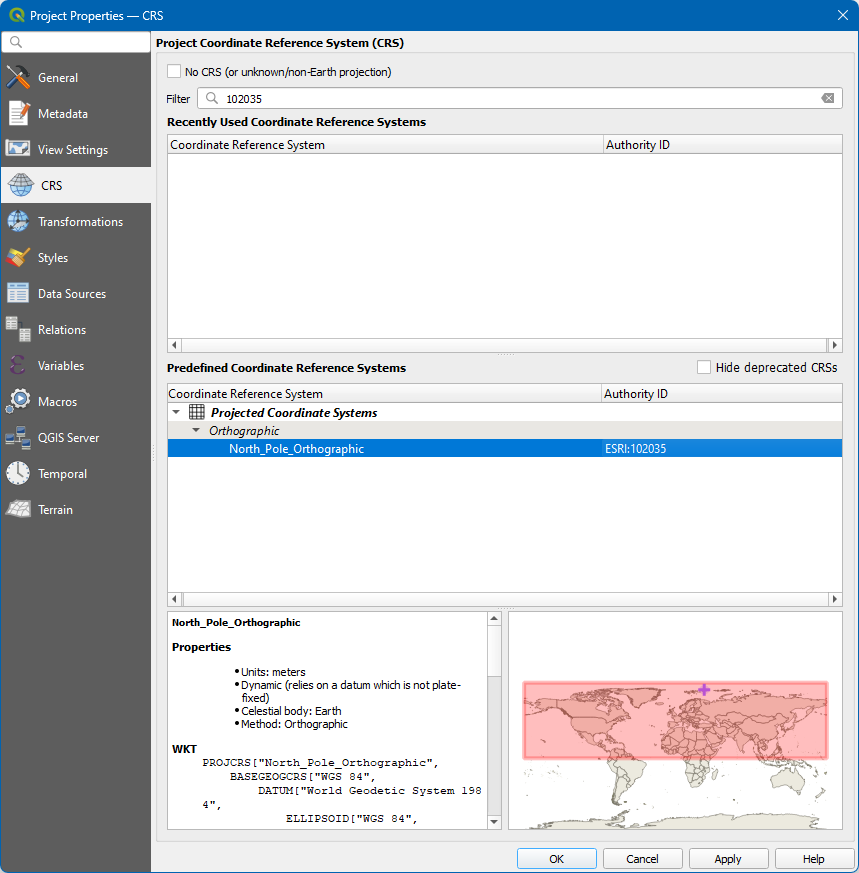 Project Properties — CRS
General
Metadata
View Settings
CRS
Transformations
Styles
Data Sources
Relations
Variables
Macros
QGIS Server
Temporal
Terrain
Project Coordinate Reference System (CRS)
No CRS (or unknown/non-Earth projection)
Filter 102035
Recently Used Coordinate Reference Systems
Coordinate Reference System Authority ID
Predefined Coordinate Reference Systems Hide deprecated CRSs
Coordinate Reference System Authority ID
Projected Coordinate Systems
Orthographic
North_Pole_Orthographic ESRI:102035
North_Pole_Orthographic
Properties
• Units: meters
• Dynamic (relies on a datum which is not plate-
fixed)
• Celestial body: Earth
• Method: Orthographic
WKT
PROJCRS["North_Pole_Orthographic",
BASEGEOGCRS["WGS 84",
DATUM["World Geodetic System 198
4",
ELLIPSOID["WGS 84",
OK Cancel Apply Help